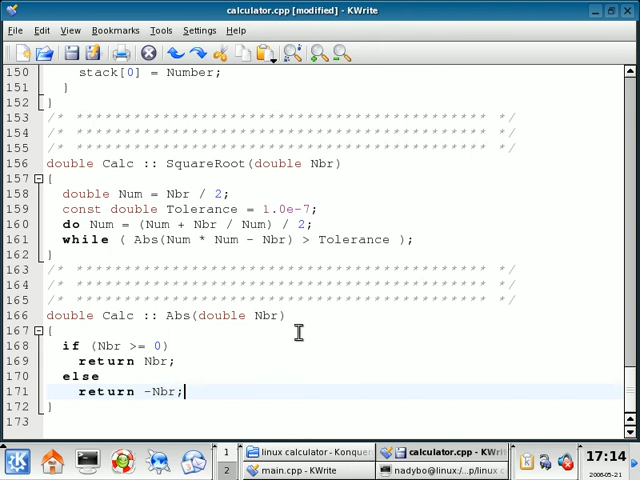 calculator.cpp [modified] - KWrite
File Edit View Bookmarks Tools Settings Help
150 stack[0] = Number;
151 }
152 }
153 /* ****************************************** */
154 /* ****************************************** */
155 /* ****************************************** */
156 double Calc :: SquareRoot(double Nbr)
157 {
158 double Num = Nbr / 2;
159 const double Tolerance = 1.0e-7;
160 do Num = (Num + Nbr / Num) / 2;
161 while ( Abs(Num * Num - Nbr) > Tolerance );
162 }
163 /* ****************************************** */
164 /* ****************************************** */
165 /* ****************************************** */
166 double Calc :: Abs(double Nbr)
167 {
168 if (Nbr >= 0)
169 return Nbr;
170 else
171 return -Nbr;
172 }
173
1 linux calculator - Konquer calculator.cpp - KWri 17:14
2 main.cpp - KWrite nadybo@linux:/...p/linux c 2006-05-21